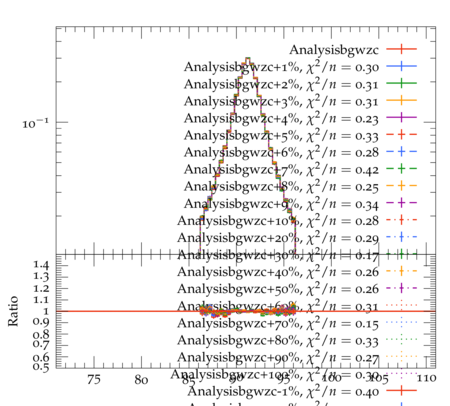 Analysisbgwzc
Analysisbgwzc+1%, χ²/n = 0.30
Analysisbgwzc+2%, χ²/n = 0.31
Analysisbgwzc+3%, χ²/n = 0.31
Analysisbgwzc+4%, χ²/n = 0.23
10⁻¹
Analysisbgwzc+5%, χ²/n = 0.33
Analysisbgwzc+6%, χ²/n = 0.28
Analysisbgwzc+7%, χ²/n = 0.42
Analysisbgwzc+8%, χ²/n = 0.25
Analysisbgwzc+9%, χ²/n = 0.34
Analysisbgwzc+10%, χ²/n = 0.28
Analysisbgwzc+20%, χ²/n = 0.29
Analysisbgwzc+30%, χ²/n = 0.17
1.4
Analysisbgwzc+40%, χ²/n = 0.26
1.3
1.2
Analysisbgwzc+50%, χ²/n = 0.26
1.1
Analysisbgwzc+60%, χ²/n = 0.31
1
Ratio
0.9
Analysisbgwzc+70%, χ²/n = 0.15
0.8
Analysisbgwzc+80%, χ²/n = 0.33
0.7
0.6
Analysisbgwzc+90%, χ²/n = 0.27
0.5
Analysisbgwzc+100%, χ²/n = 0.30
75 80 85 90 95 100 105 110
Analysisbgwzc-1%, χ²/n = 0.40